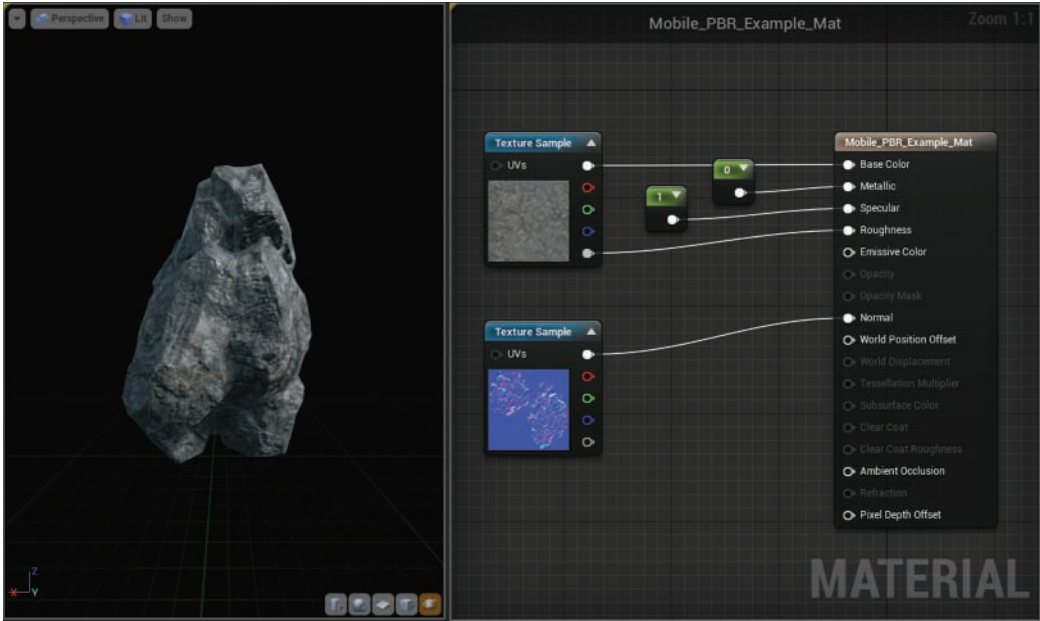 Perspective
Lit
Show
Z
X
Y
Mobile_PBR_Example_Mat
Zoom 1:1
Texture Sample
UVs
0
1
Texture Sample
UVs
Mobile_PBR_Example_Mat
Base Color
Metallic
Specular
Roughness
Emissive Color
Opacity
Opacity Mask
Normal
World Position Offset
World Displacement
Tessellation Multiplier
Subsurface Color
Clear Coat
Clear Coat Roughness
Ambient Occlusion
Refraction
Pixel Depth Offset
MATERIAL